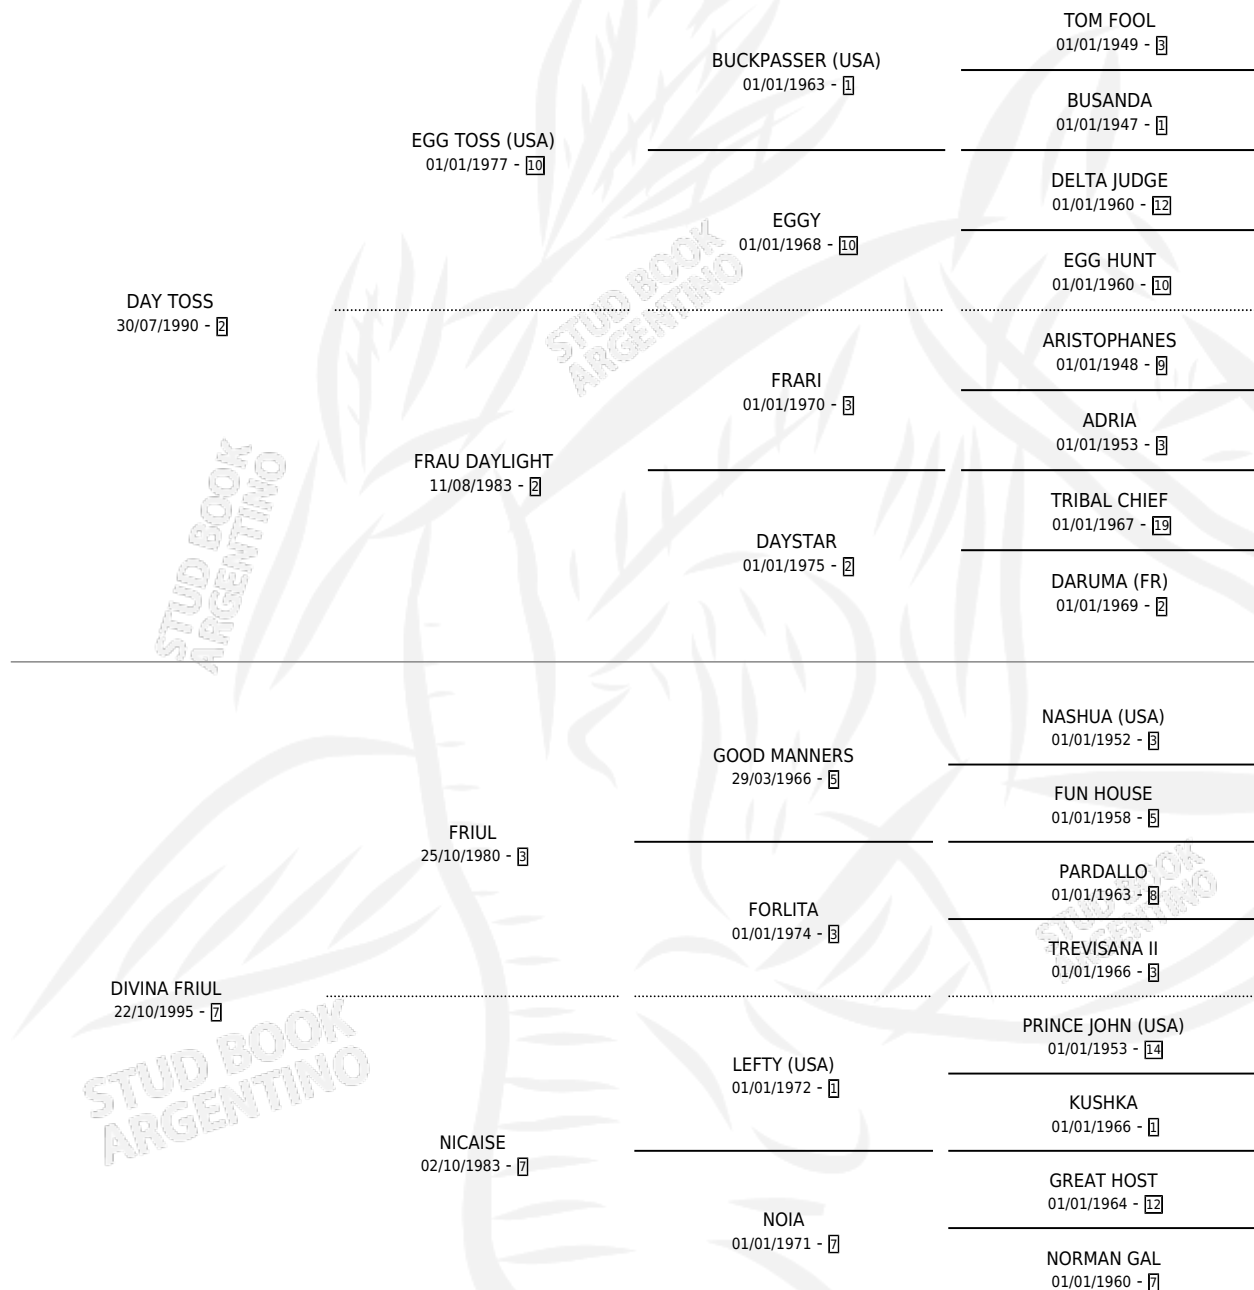 DAY TOSS
30/07/1990 - 2
EGG TOSS (USA)
01/01/1977 - 10
FRAU DAYLIGHT
11/08/1983 - 2
BUCKPASSER (USA)
01/01/1963 - 1
EGGY
01/01/1968 - 10
FRARI
01/01/1970 - 3
DAYSTAR
01/01/1975 - 2
TOM FOOL
01/01/1949 - 3
BUSANDA
01/01/1947 - 1
DELTA JUDGE
01/01/1960 - 12
EGG HUNT
01/01/1960 - 10
ARISTOPHANES
01/01/1948 - 9
ADRIA
01/01/1953 - 3
TRIBAL CHIEF
01/01/1967 - 19
DARUMA (FR)
01/01/1969 - 2
STUD BOOK
ARGENTINO
STUD BOOK
ARGENTINO
DIVINA FRIUL
22/10/1995 - 7
FRIUL
25/10/1980 - 3
NICAISE
02/10/1983 - 7
GOOD MANNERS
29/03/1966 - 5
FORLITA
01/01/1974 - 3
LEFTY (USA)
01/01/1972 - 1
NOIA
01/01/1971 - 7
NASHUA (USA)
01/01/1952 - 3
FUN HOUSE
01/01/1958 - 5
PARDALLO
01/01/1963 - 8
TREVISANA II
01/01/1966 - 3
PRINCE JOHN (USA)
01/01/1953 - 14
KUSHKA
01/01/1966 - 1
GREAT HOST
01/01/1964 - 12
NORMAN GAL
01/01/1960 - 7
STUD BOOK
ARGENTINO
STUD BOOK
ARGENTINO